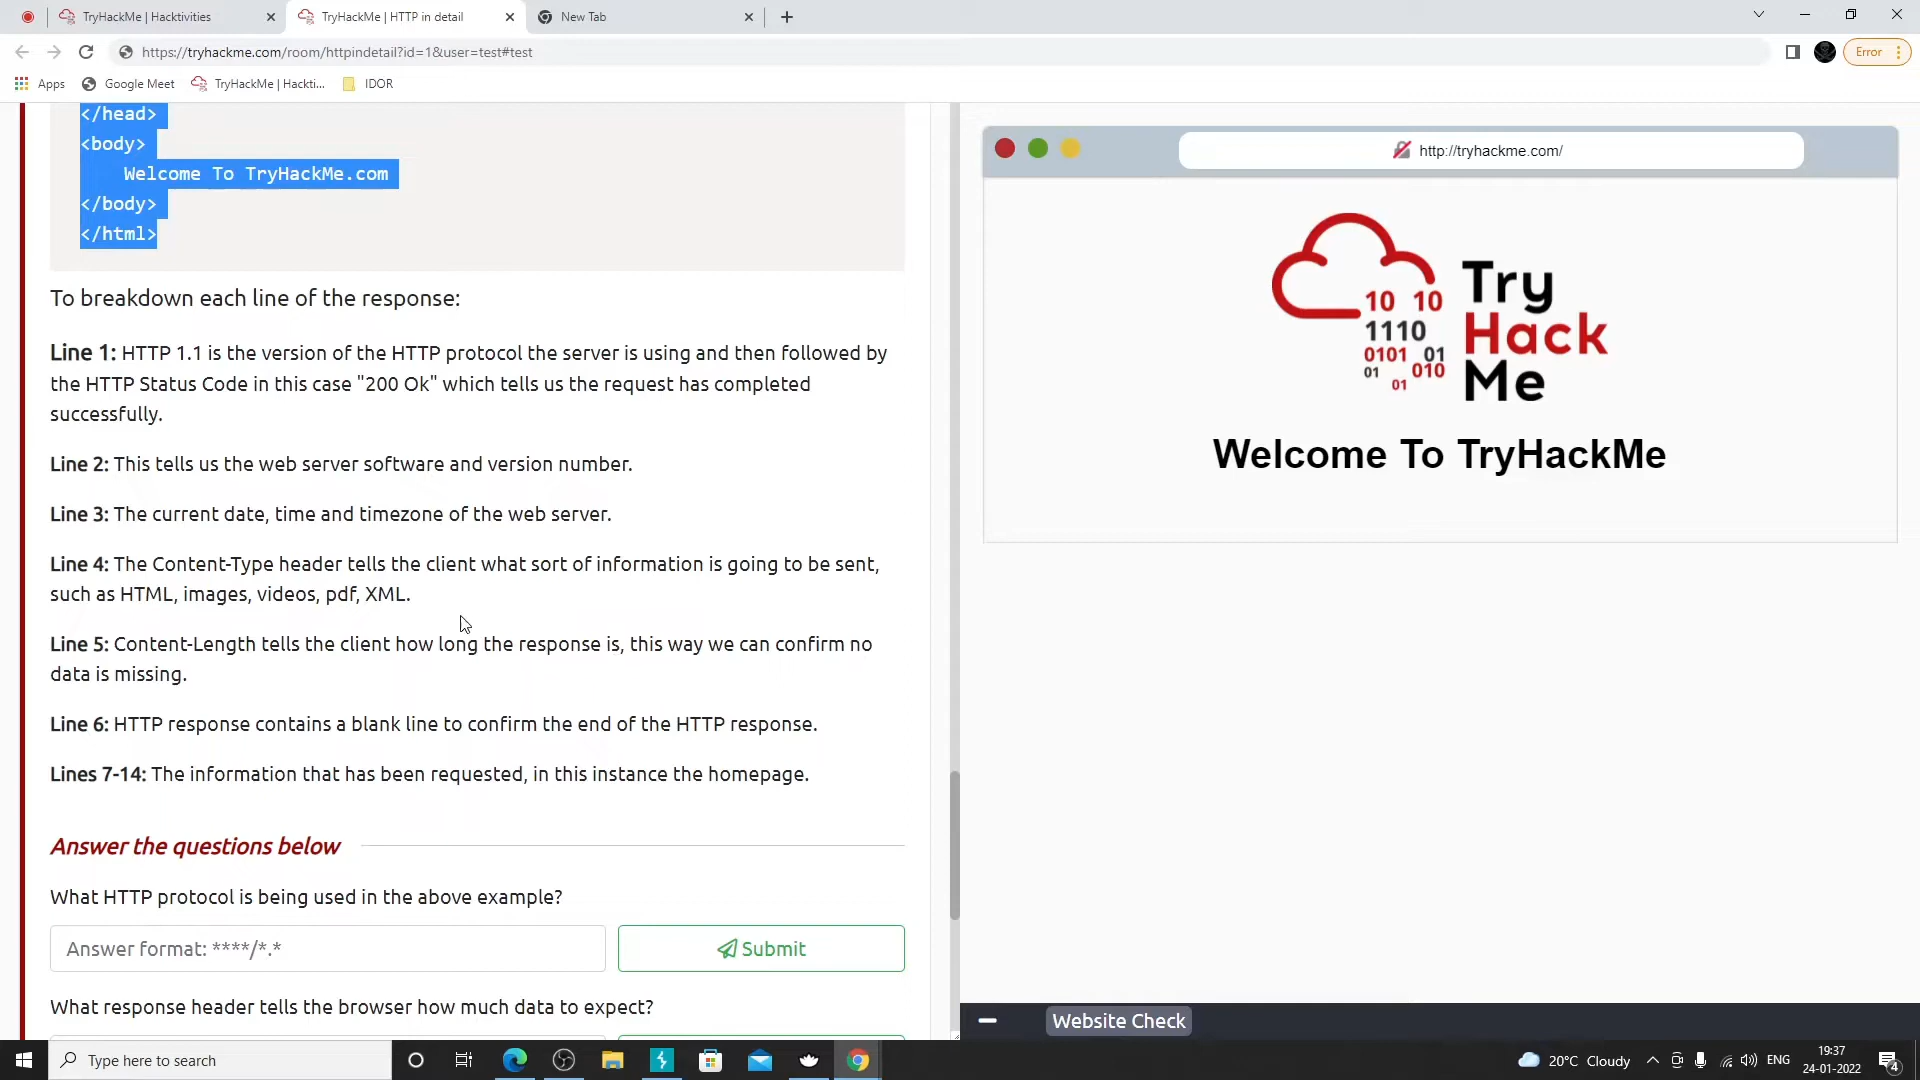 TryHackMe | Hacktivities
TryHackMe | HTTP in detail
New Tab
https://tryhackme.com/room/httpindetail?id=1&user=test#test
Error
Apps
Google Meet
TryHackMe | Hackti...
IDOR
</head>
<body>
Welcome To TryHackMe.com
</body>
</html>
To breakdown each line of the response:
Line 1: HTTP 1.1 is the version of the HTTP protocol the server is using and then followed by
the HTTP Status Code in this case "200 Ok" which tells us the request has completed
successfully.
Line 2: This tells us the web server software and version number.
Line 3: The current date, time and timezone of the web server.
Line 4: The Content-Type header tells the client what sort of information is going to be sent,
such as HTML, images, videos, pdf, XML.
Line 5: Content-Length tells the client how long the response is, this way we can confirm no
data is missing.
Line 6: HTTP response contains a blank line to confirm the end of the HTTP response.
Lines 7-14: The information that has been requested, in this instance the homepage.
Answer the questions below
What HTTP protocol is being used in the above example?
Answer format: ****/*.*
Submit
What response header tells the browser how much data to expect?
http://tryhackme.com/
10 10
1110
0101 01
01 010
01
Try
Hack
Me
Welcome To TryHackMe
Website Check
Type here to search
20°C Cloudy
ENG
19:37
24-01-2022
4